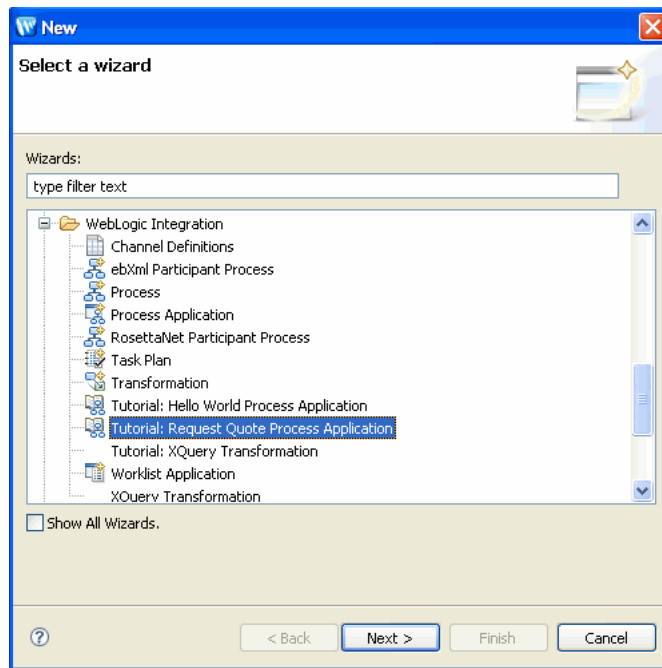 New
Select a wizard
Wizards:
type filter text
WebLogic Integration
Channel Definitions
ebXml Participant Process
Process
Process Application
RosettaNet Participant Process
Task Plan
Transformation
Tutorial: Hello World Process Application
Tutorial: Request Quote Process Application
Tutorial: XQuery Transformation
Worklist Application
XQuery Transformation
Show All Wizards.
? < Back Next > Finish Cancel